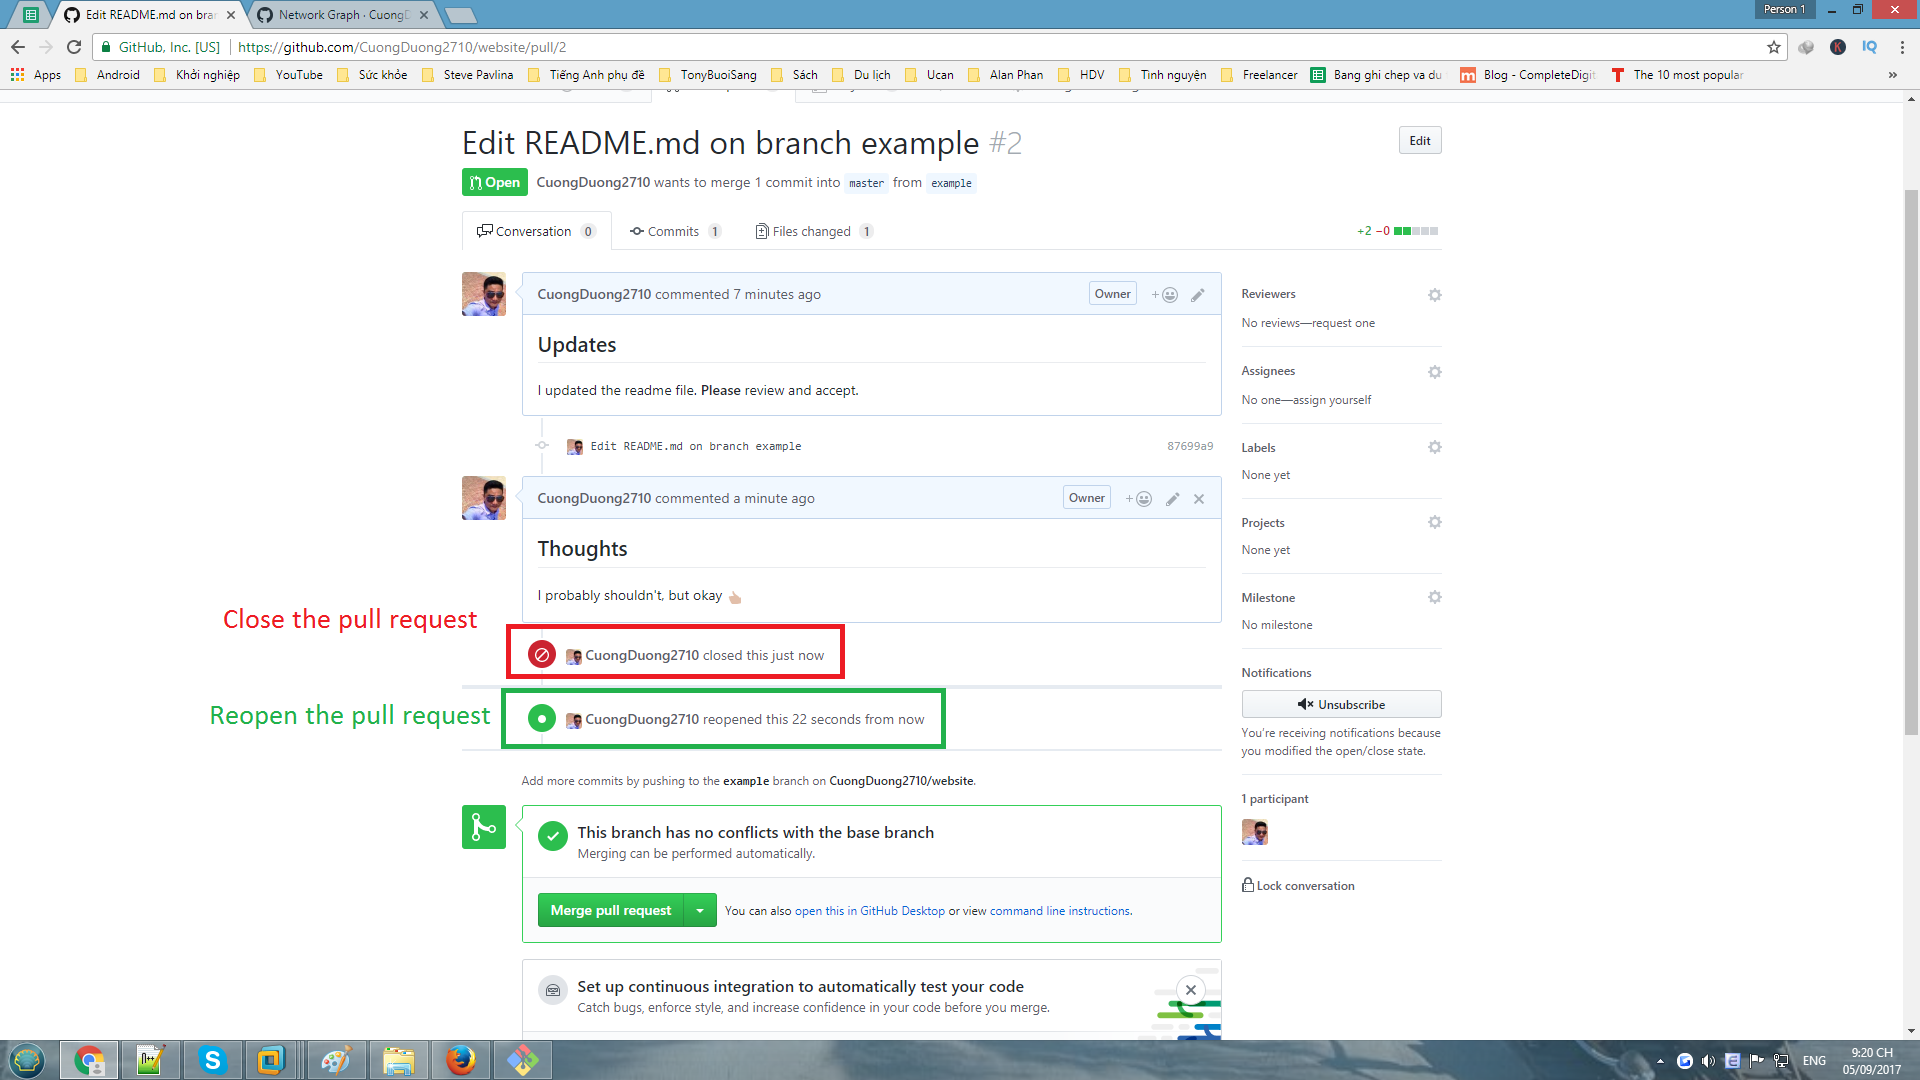 Edit README.md on bran
Network Graph · CuongD
Person 1
GitHub, Inc. [US]
https://github.com/CuongDuong2710/website/pull/2
Apps
Android
Khởi nghiệp
YouTube
Sức khỏe
Steve Pavlina
Tiếng Anh phụ đề
TonyBuoiSang
Sách
Du lịch
Ucan
Alan Phan
HDV
Tình nguyện
Freelancer
Bang ghi chep va du
Blog - CompleteDigit
The 10 most popular
»
Edit README.md on branch example #2
Edit
Open
CuongDuong2710 wants to merge 1 commit into master from example
Conversation 0
Commits 1
Files changed 1
+2 −0
CuongDuong2710 commented 7 minutes ago
Owner
Updates
I updated the readme file. Please review and accept.
Edit README.md on branch example
87699a9
CuongDuong2710 commented a minute ago
Owner
Thoughts
I probably shouldn't, but okay
Close the pull request
CuongDuong2710 closed this just now
Reopen the pull request
CuongDuong2710 reopened this 22 seconds from now
Add more commits by pushing to the example branch on CuongDuong2710/website.
This branch has no conflicts with the base branch
Merging can be performed automatically.
Merge pull request
You can also open this in GitHub Desktop or view command line instructions.
Set up continuous integration to automatically test your code
Catch bugs, enforce style, and increase confidence in your code before you merge.
Reviewers
No reviews—request one
Assignees
No one—assign yourself
Labels
None yet
Projects
None yet
Milestone
No milestone
Notifications
Unsubscribe
You're receiving notifications because
you modified the open/close state.
1 participant
Lock conversation
ENG
9:20 CH
05/09/2017